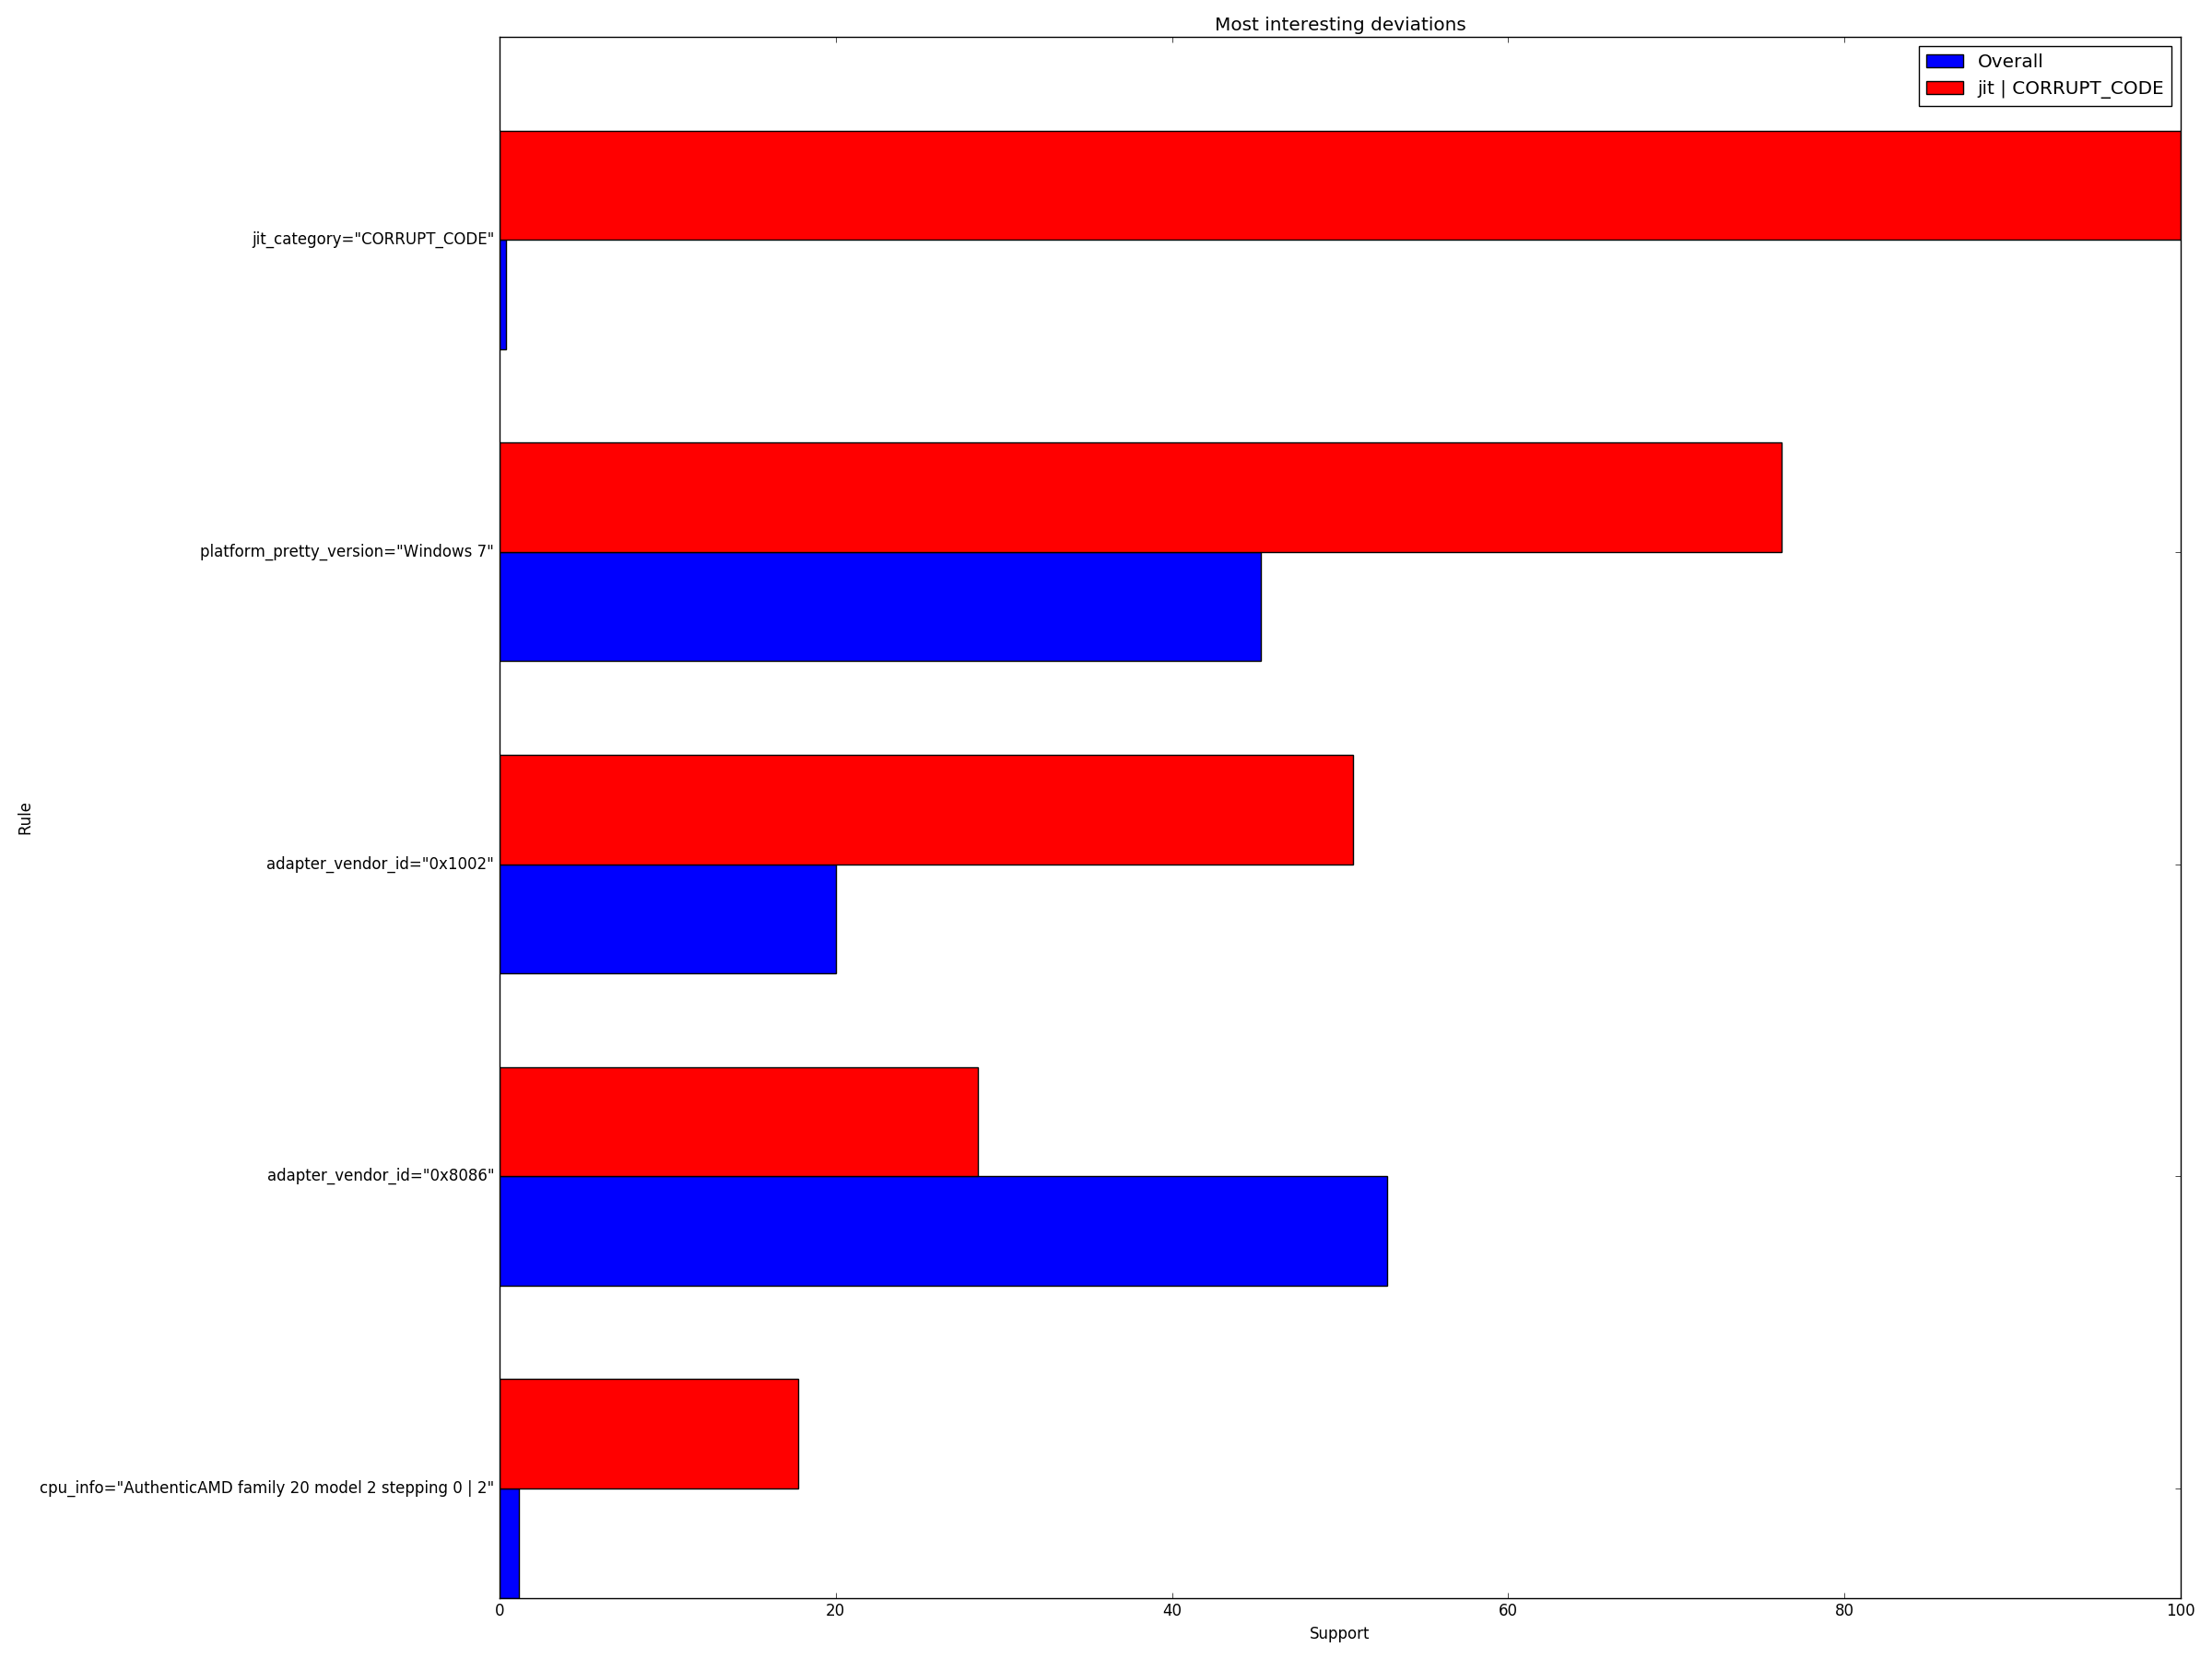 Most interesting deviations
Overall
jit | CORRUPT_CODE
jit_category="CORRUPT_CODE"
platform_pretty_version="Windows 7"
adapter_vendor_id="0x1002"
Rule
adapter_vendor_id="0x8086"
cpu_info="AuthenticAMD family 20 model 2 stepping 0 | 2"
0 20 40 60 80 100
Support